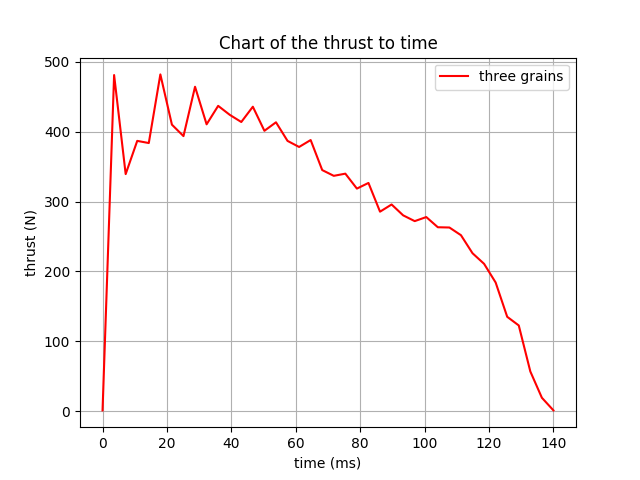 Chart of the thrust to time
three grains
500
400
300
200
100
0
thrust (N)
0 20 40 60 80 100 120 140
time (ms)